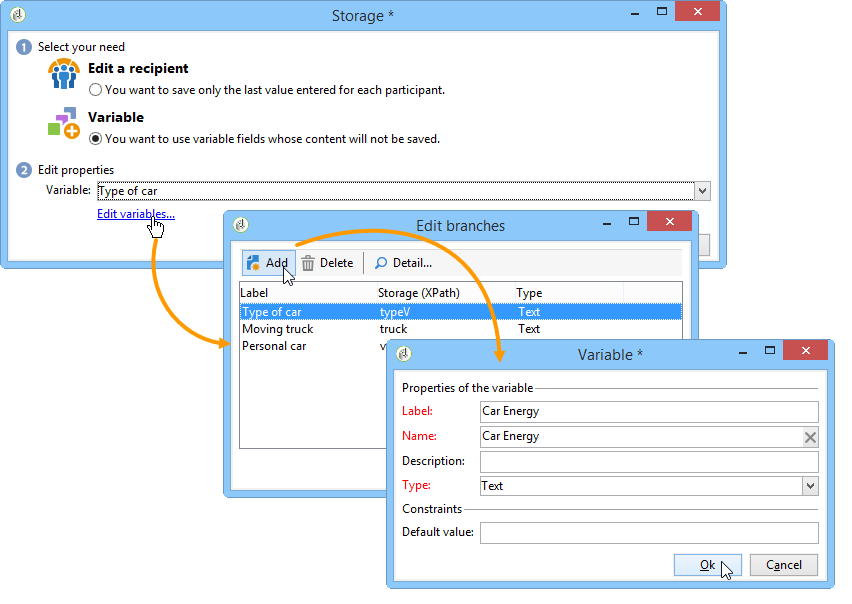 Storage *
1 Select your need
Edit a recipient
You want to save only the last value entered for each participant.
Variable
You want to use variable fields whose content will not be saved.
2 Edit properties
Variable: Type of car
Edit variables...
Edit branches
Add Delete Detail...
Label Storage (XPath) Type
Type of car typeV Text
Moving truck truck Text
Personal car
Variable *
Properties of the variable
Label: Car Energy
Name: Car Energy
Description:
Type: Text
Constraints
Default value:
Ok Cancel